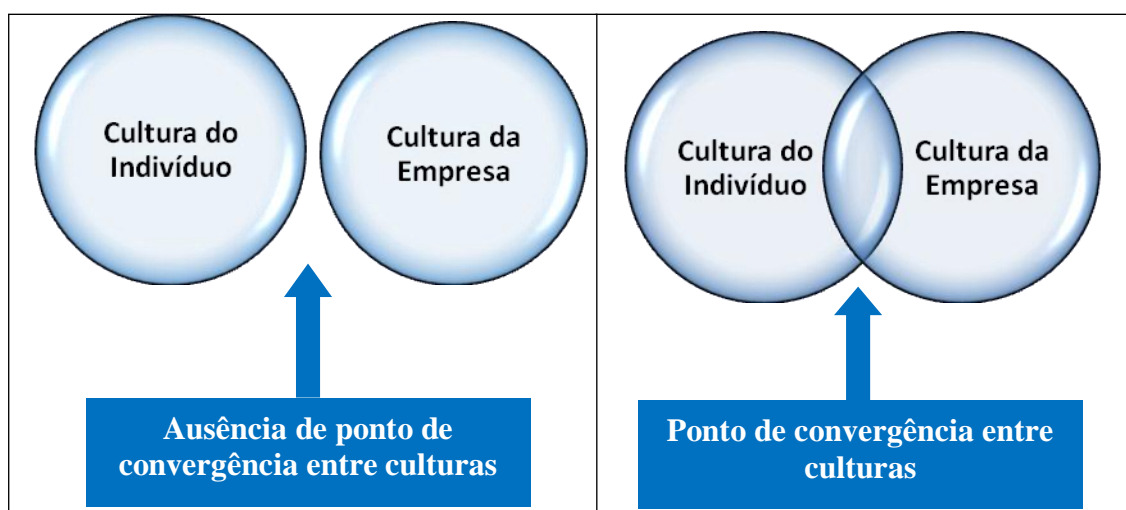 Cultura do
Indivíduo
Cultura da
Empresa
Ausência de ponto de
convergência entre culturas
Cultura do
Indivíduo
Cultura da
Empresa
Ponto de convergência entre
culturas